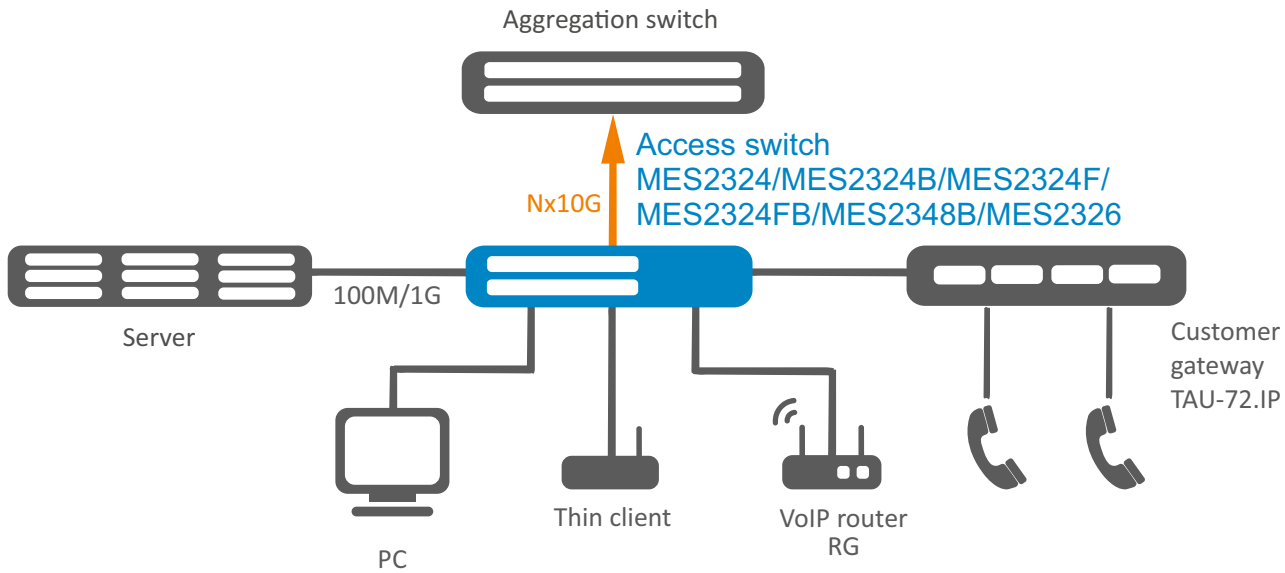 Aggregation switch
Access switch
MES2324/MES2324B/MES2324F/
MES2324FB/MES2348B/MES2326
Nx10G
100M/1G
Server
Customer
gateway
TAU-72.IP
PC
Thin client
VoIP router
RG